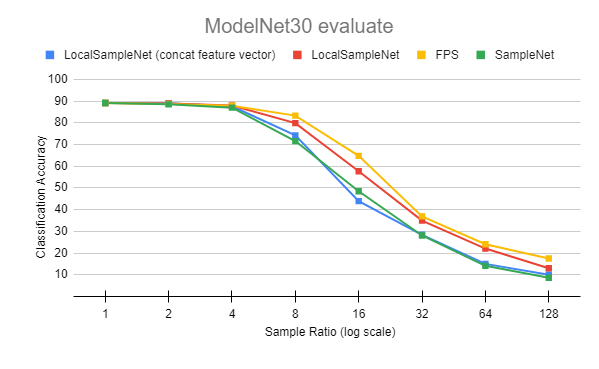 ModelNet30 evaluate
LocalSampleNet (concat feature vector) LocalSampleNet FPS SampleNet
100
90
80
70
60
50
40
30
20
10
Classification Accuracy
1 2 4 8 16 32 64 128
Sample Ratio (log scale)